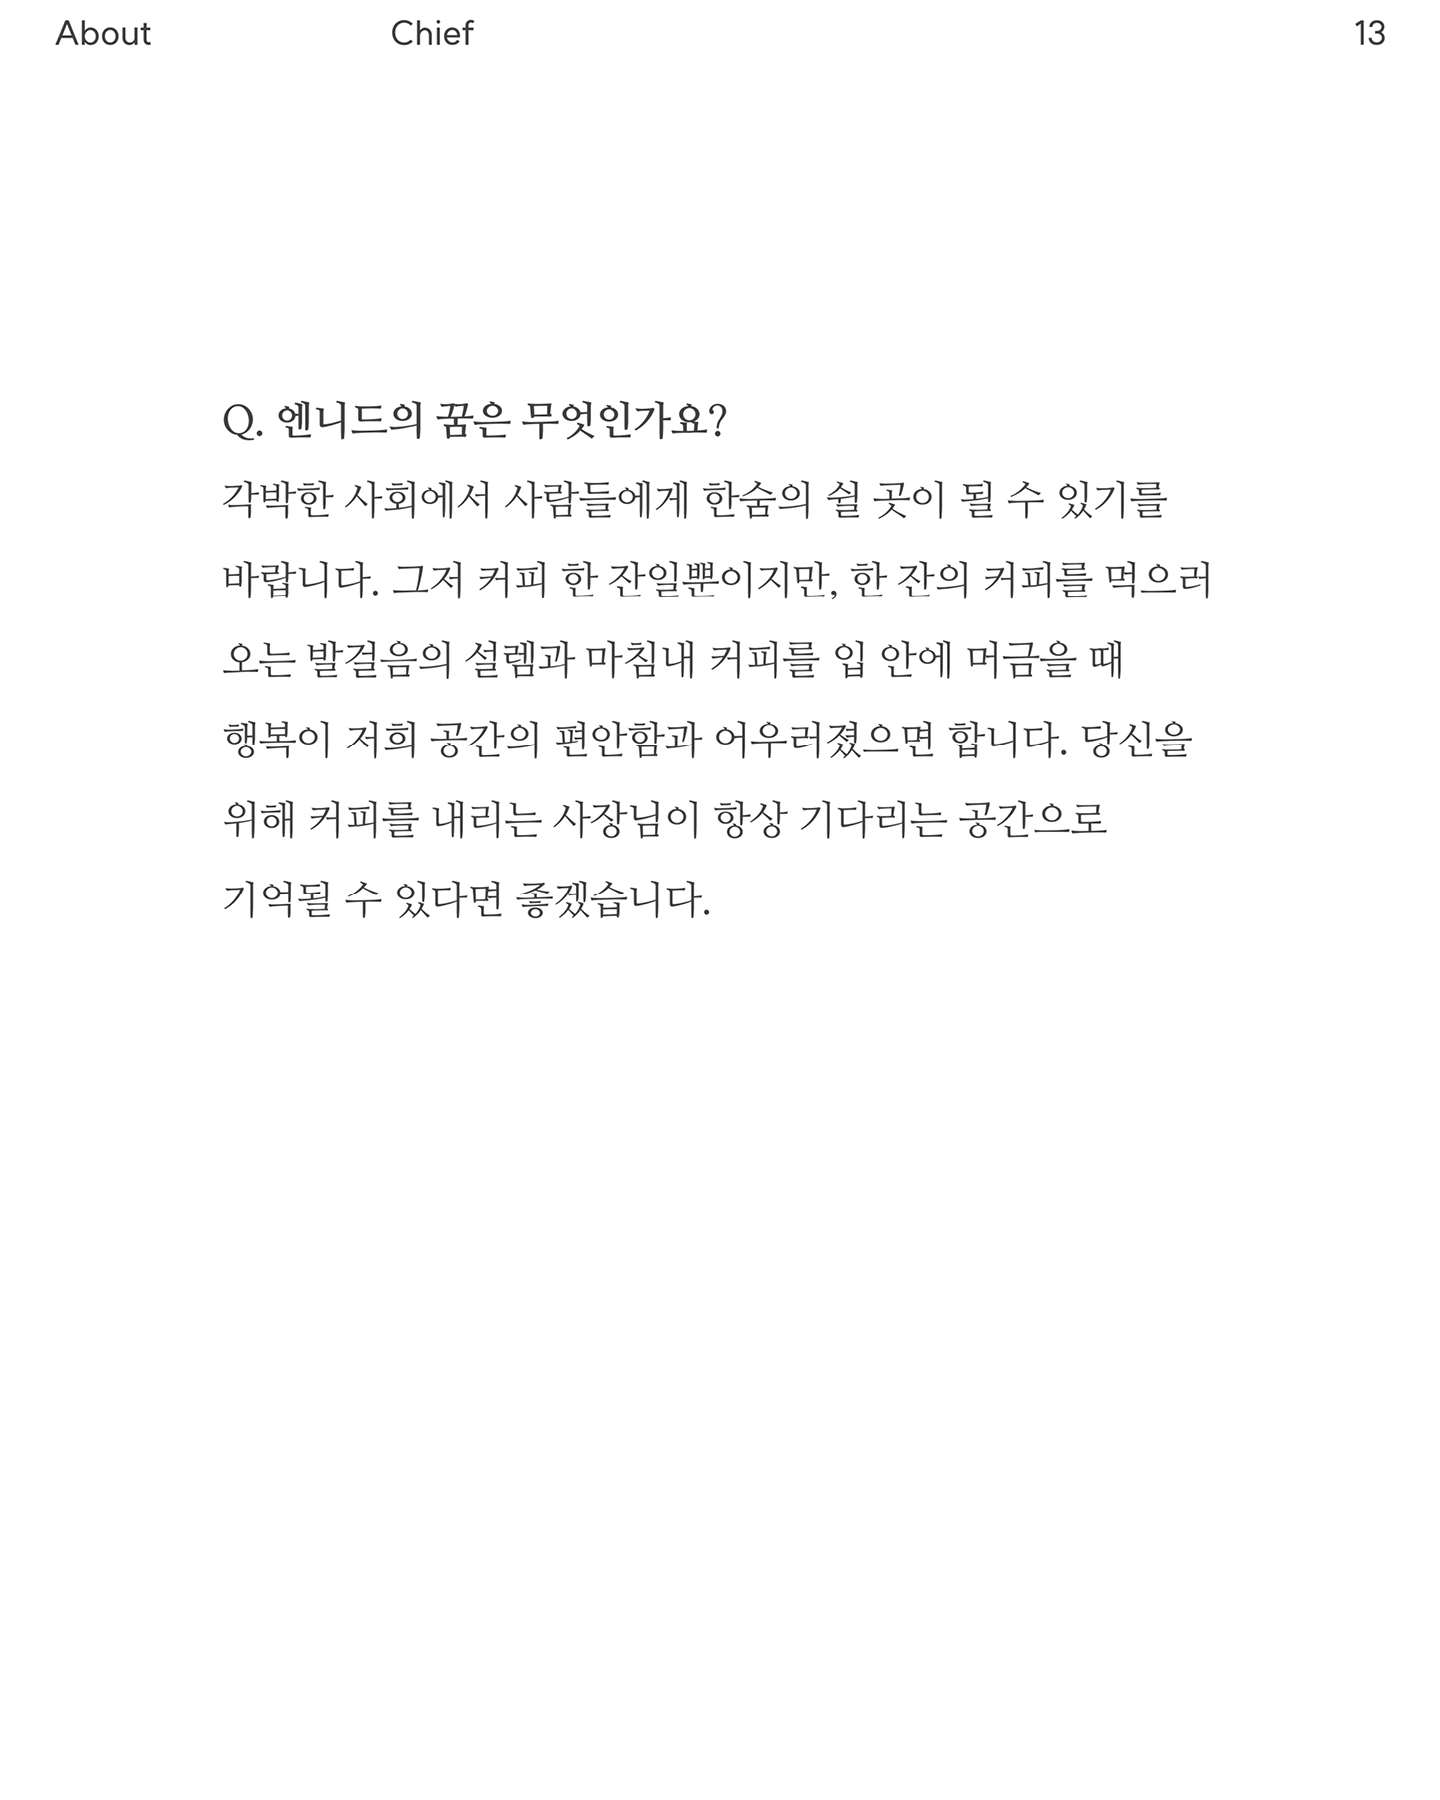 About Chief 13
Q. 엔니드의 꿈은 무엇인가요?
각박한 사회에서 사람들에게 한숨의 쉴 곳이 될 수 있기를
바랍니다. 그저 커피 한 잔일뿐이지만, 한 잔의 커피를 먹으러
오는 발걸음의 설렘과 마침내 커피를 입 안에 머금을 때
행복이 저희 공간의 편안함과 어우러졌으면 합니다. 당신을
위해 커피를 내리는 사장님이 항상 기다리는 공간으로
기억될 수 있다면 좋겠습니다.